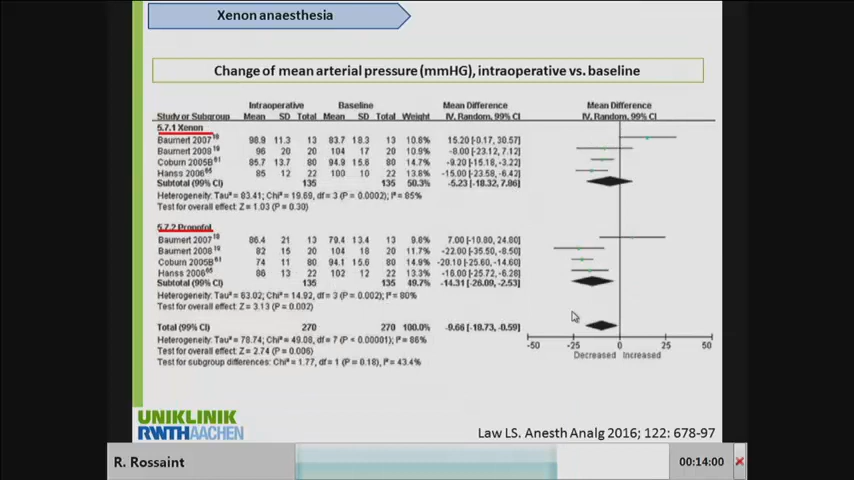 Xenon anaesthesia
Change of mean arterial pressure (mmHG), intraoperative vs. baseline
Intraoperative Baseline Mean Difference Mean Difference
Study or Subgroup Mean SD Total Mean SD Total Weight IV, Random, 99% CI IV, Random, 99% CI
5.7.1 Xenon
Baumert 2007 98.9 11.3 13 83.7 18.3 13 10.8% 15.20 [-0.17, 30.57]
Baumert 2008 96 20 20 104 17 20 11.4% -8.00 [-23.12, 7.12]
Coburn 2005B 85.7 13.7 80 94.9 15.6 80 14.7% -9.20 [-15.18, -3.22]
Hanss 2006 85 12 22 100 10 22 13.6% -15.00 [-23.58, -6.42]
Subtotal (99% CI) 135 135 50.3% -5.23 [-18.32, 7.86]
Heterogeneity: Tau² = 83.41; Chi² = 19.69, df = 3 (P = 0.0002); I² = 85%
Test for overall effect: Z = 1.03 (P = 0.30)
5.7.2 Propofol
Baumert 2007 86.4 21 13 79.4 13.4 13 9.6% 7.00 [-10.80, 24.80]
Baumert 2008 82 15 20 104 18 20 11.7% -22.00 [-35.50, -8.50]
Coburn 2005B 74 11 80 94.1 15.6 80 14.9% -20.10 [-25.60, -14.60]
Hanss 2006 86 13 22 102 12 22 13.3% -16.00 [-25.72, -6.28]
Subtotal (99% CI) 135 135 49.7% -14.31 [-26.09, -2.53]
Heterogeneity: Tau² = 63.02; Chi² = 14.92, df = 3 (P = 0.002); I² = 80%
Test for overall effect: Z = 3.13 (P = 0.002)
Total (99% CI) 270 270 100.0% -9.66 [-18.73, -0.59]
Heterogeneity: Tau² = 78.74; Chi² = 49.08, df = 7 (P < 0.00001); I² = 86%
Test for overall effect: Z = 2.74 (P = 0.006)
Test for subgroup differences: Chi² = 1.77, df = 1 (P = 0.18), I² = 43.4%
-50 -25 0 25 50
Decreased Increased
UNIKLINIK
RWTHAACHEN
Law LS. Anesth Analg 2016; 122: 678-97
R. Rossaint
00:14:00